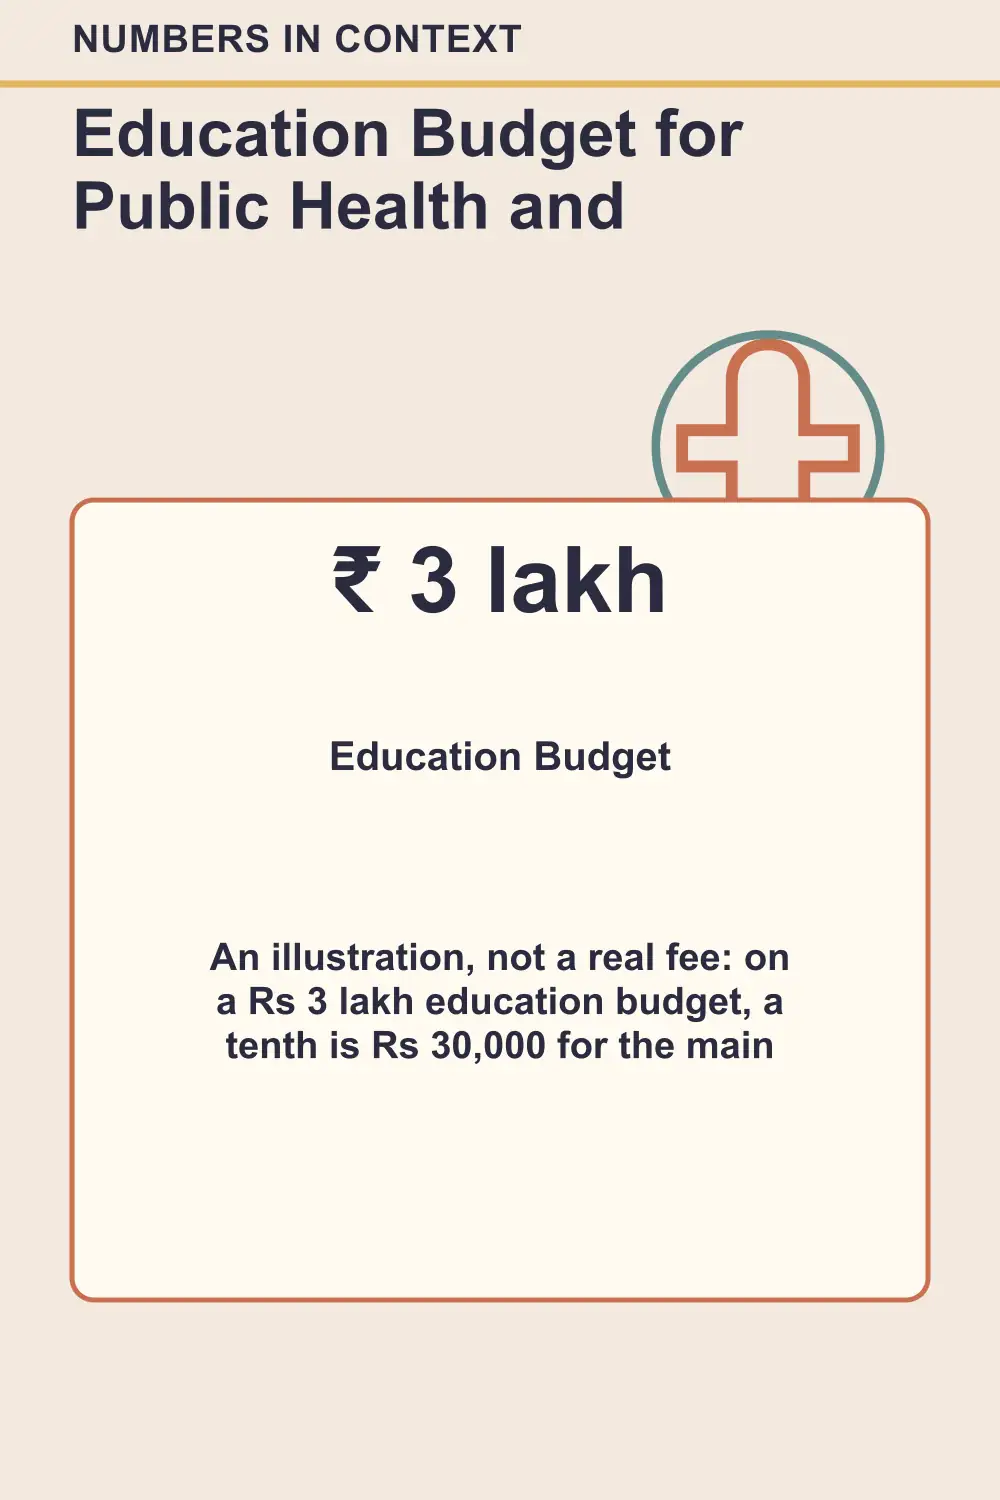 NUMBERS IN CONTEXT
Education Budget for
Public Health and
₹ 3 lakh
Education Budget
An illustration, not a real fee: on
a Rs 3 lakh education budget, a
tenth is Rs 30,000 for the main